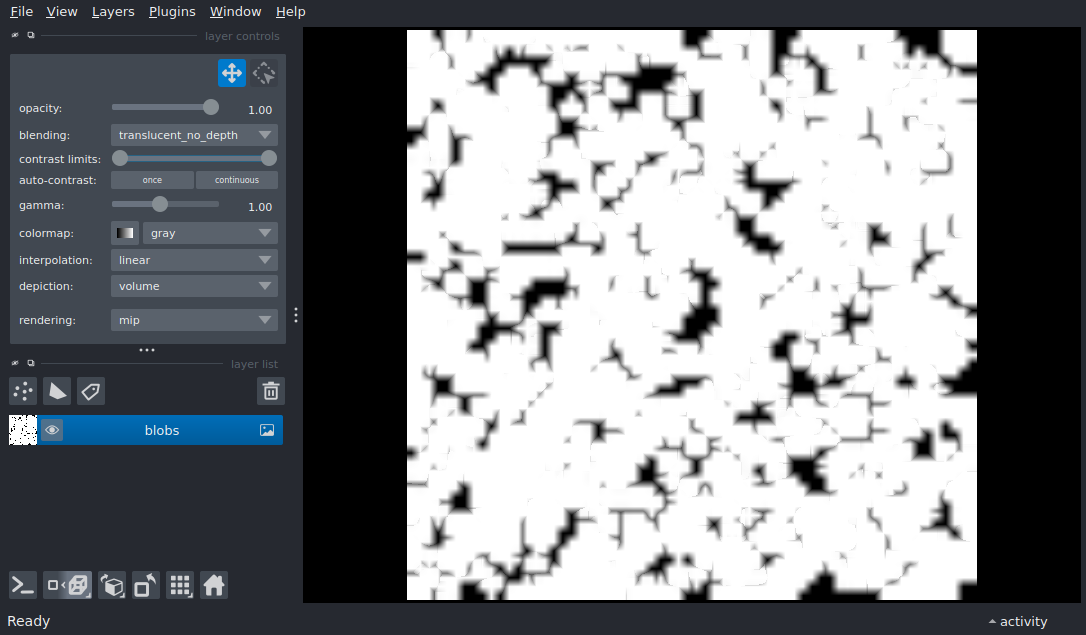 File View Layers Plugins Window Help
layer controls
opacity: 1.00
blending: translucent_no_depth
contrast limits:
auto-contrast: once continuous
gamma: 1.00
colormap: gray
interpolation: linear
depiction: volume
rendering: mip
layer list
blobs
Ready activity